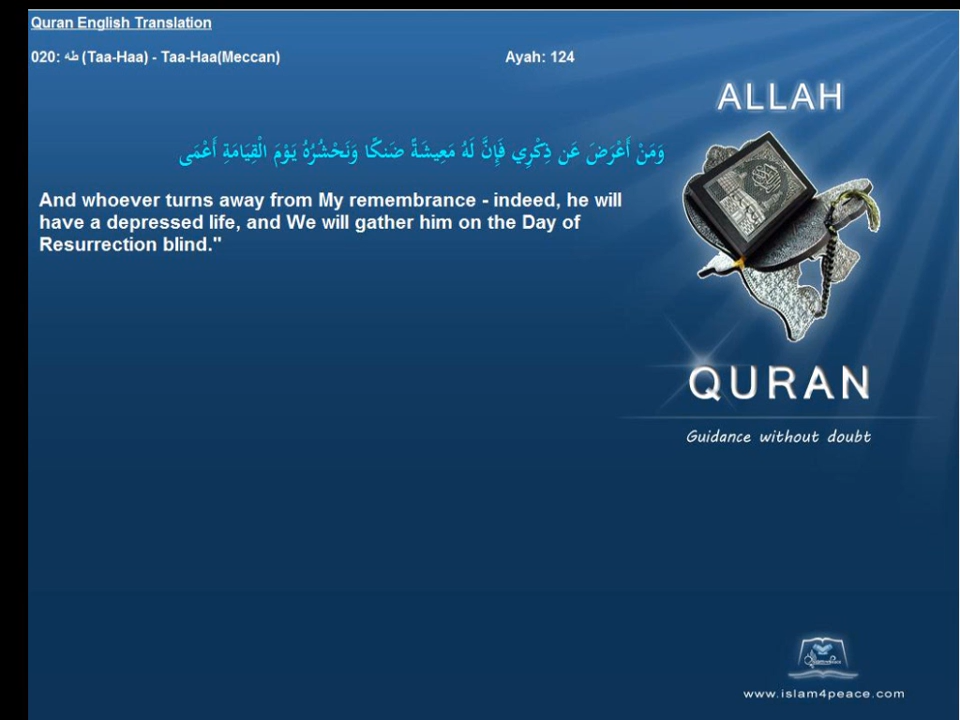 Quran English Translation
020: طه (Taa-Haa) - Taa-Haa(Meccan) Ayah: 124
ALLAH
وَمَنْ أَعْرَضَ عَن ذِكْرِي فَإِنَّ لَهُ مَعِيشَةً ضَنكًا وَنَحْشُرُهُ يَوْمَ الْقِيَامَةِ أَعْمَى
And whoever turns away from My remembrance - indeed, he will
have a depressed life, and We will gather him on the Day of
Resurrection blind."
QURAN
Guidance without doubt
www.islam4peace.com